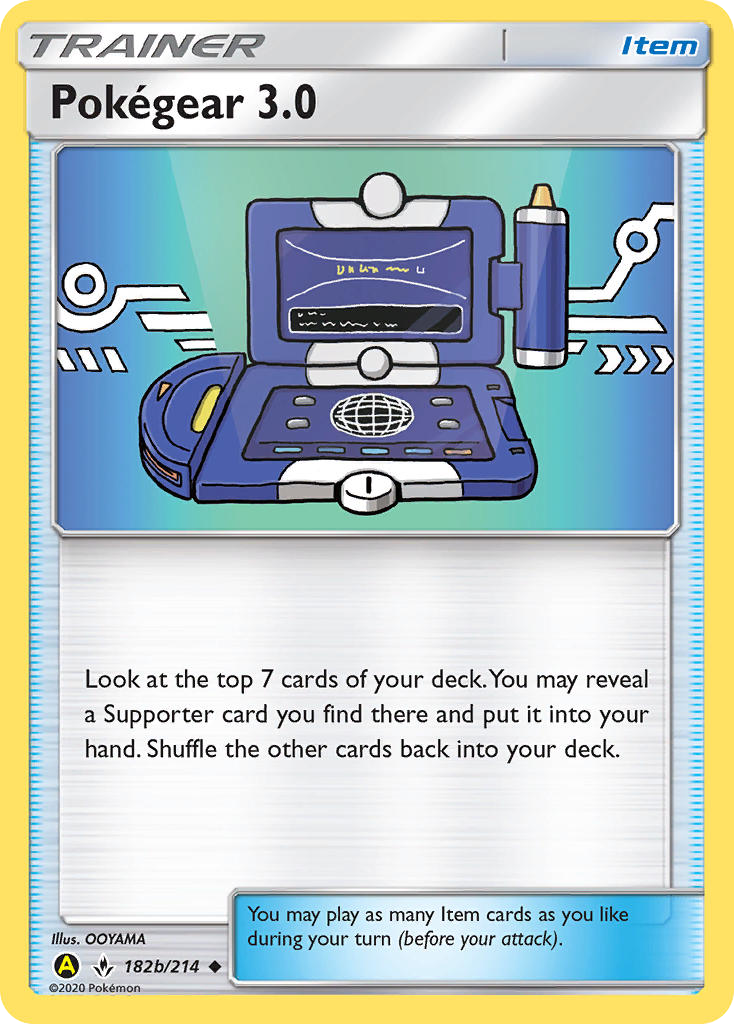 TRAINER Item
Pokégear 3.0
Look at the top 7 cards of your deck. You may reveal
a Supporter card you find there and put it into your
hand. Shuffle the other cards back into your deck.
You may play as many Item cards as you like
during your turn (before your attack).
Illus. OOYAMA
A 182b/214
©2020 Pokémon